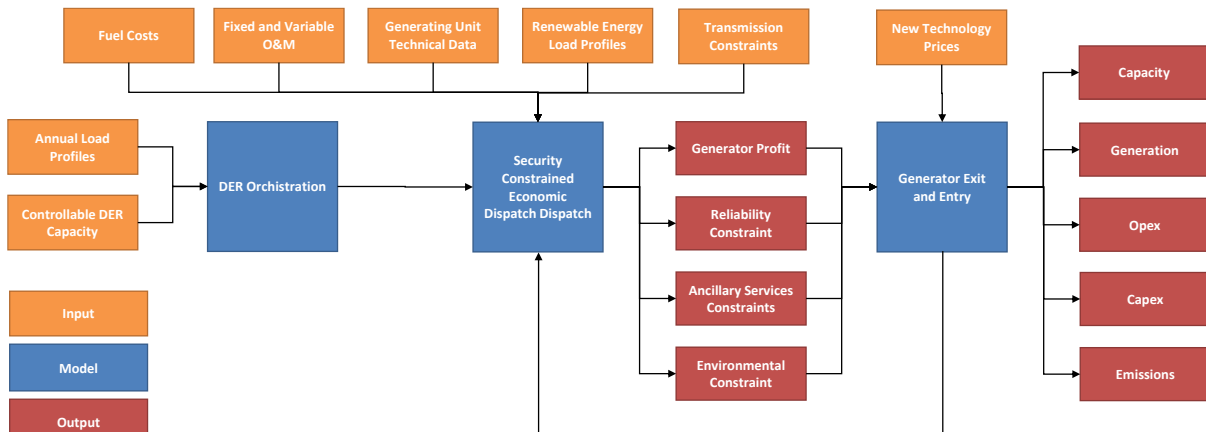 Fuel Costs
Fixed and Variable
O&M
Generating Unit
Technical Data
Renewable Energy
Load Profiles
Transmission
Constraints
New Technology
Prices
Annual Load
Profiles
Controllable DER
Capacity
DER Orchistration
Security
Constrained
Economic
Dispatch Dispatch
Generator Profit
Reliability
Constraint
Ancillary Services
Constraints
Environmental
Constraint
Generator Exit
and Entry
Capacity
Generation
Opex
Capex
Emissions
Input
Model
Output